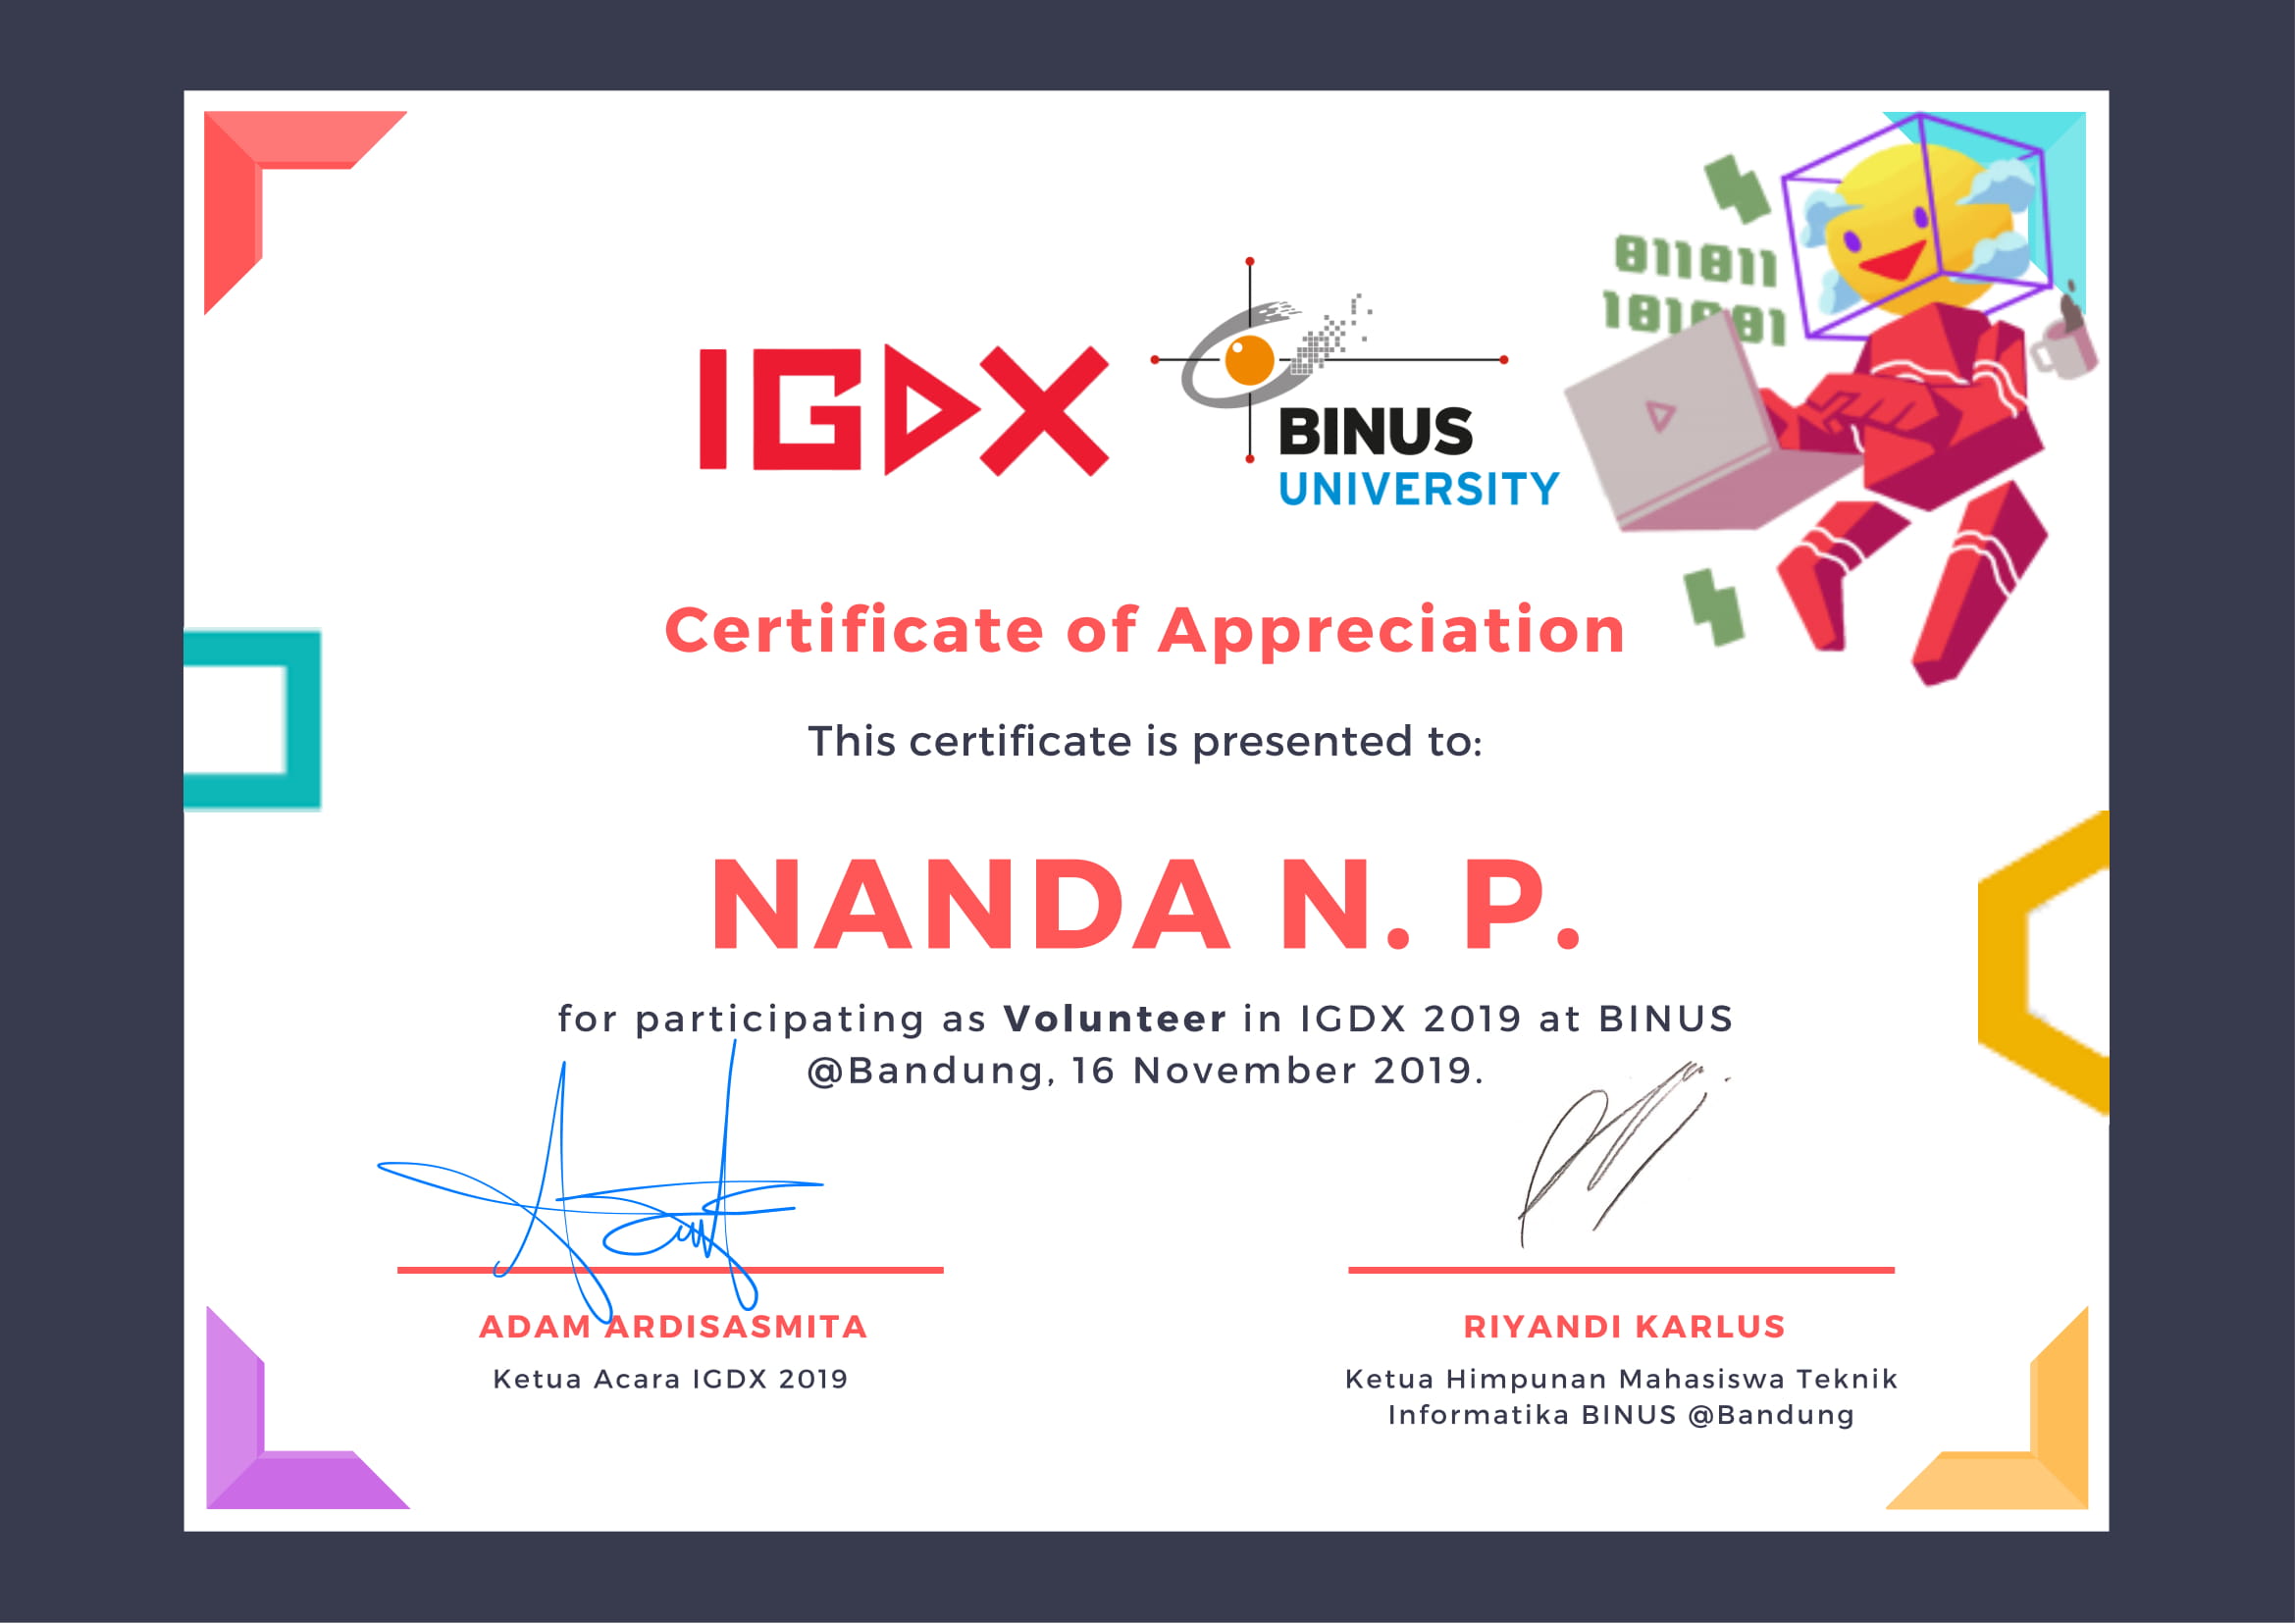 IGDX
BINUS
UNIVERSITY
811811
Certificate of Appreciation
This certificate is presented to:
NANDA N. P.
for participating as Volunteer in IGDX 2019 at BINUS
@Bandung, 16 November 2019.
ADAM ARDISASMITA
Ketua Acara IGDX 2019
RIYANDI KARLUS
Ketua Himpunan Mahasiswa Teknik
Informatika BINUS @Bandung